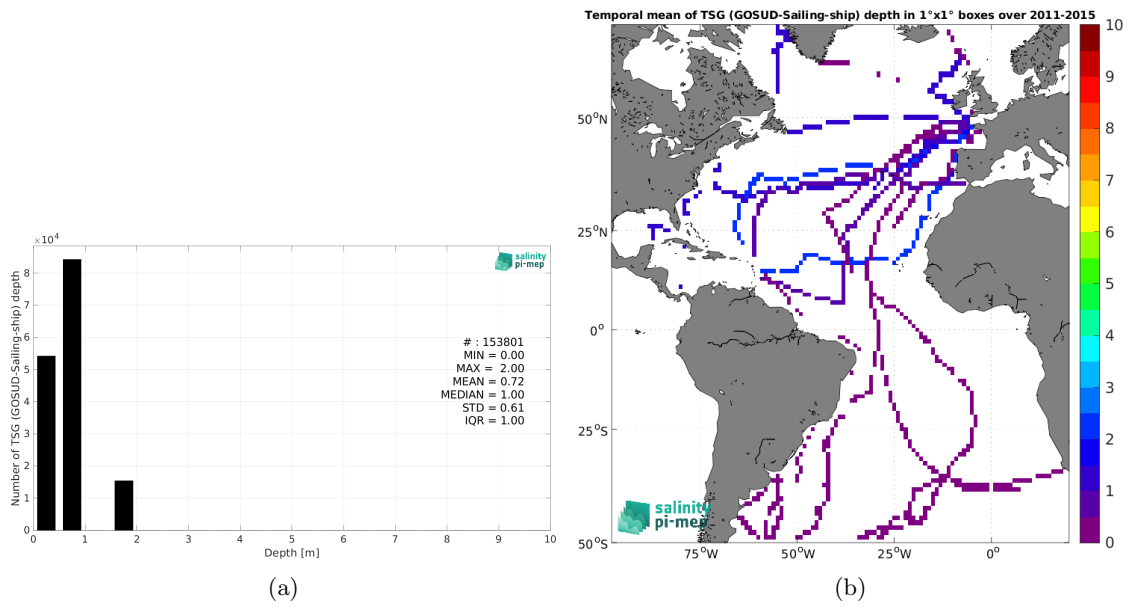 ×10⁴
8
7
6
5
4
3
2
1
0
Number of TSG (GOSUD-Sailing-ship) depth
salinity
pi-mep
# : 153801
MIN = 0.00
MAX = 2.00
MEAN = 0.72
MEDIAN = 1.00
STD = 0.61
IQR = 1.00
0 1 2 3 4 5 6 7 8 9 10
Depth [m]
(a)
Temporal mean of TSG (GOSUD-Sailing-ship) depth in 1°x1° boxes over 2011-2015
50°N
25°N
0°
25°S
50°S
75°W 50°W 25°W 0°
salinity
pi-mep
10
9
8
7
6
5
4
3
2
1
0
(b)